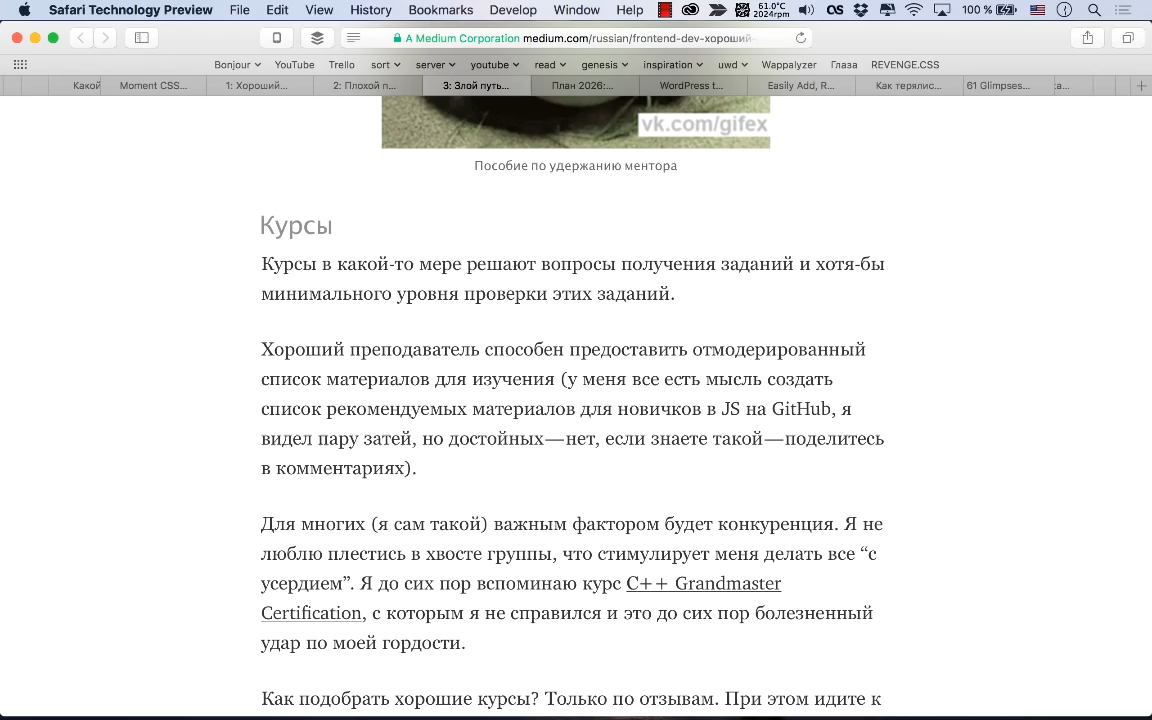 Safari Technology Preview File Edit View History Bookmarks Develop Window Help 61.0°C 2024rpm 100 %
A Medium Corporation medium.com/russian/frontend-dev-хороший-
Bonjour YouTube Trello sort server youtube read genesis inspiration uwd Wappalyzer Глаза REVENGE.CSS
Какой Moment CSS... 1: Хороший... 2: Плохой п... 3: Злой путь... План 2026:... WordPress t... Easily Add, R... Как терялис... 61 Glimpses...
vk.com/gifex
Пособие по удержанию ментора
Курсы
Курсы в какой-то мере решают вопросы получения заданий и хотя-бы
минимального уровня проверки этих заданий.
Хороший преподаватель способен предоставить отмодерированный
список материалов для изучения (у меня все есть мысль создать
список рекомендуемых материалов для новичков в JS на GitHub, я
видел пару затей, но достойных — нет, если знаете такой — поделитесь
в комментариях).
Для многих (я сам такой) важным фактором будет конкуренция. Я не
люблю плестись в хвосте группы, что стимулирует меня делать все “с
усердием”. Я до сих пор вспоминаю курс C++ Grandmaster
Certification, с которым я не справился и это до сих пор болезненный
удар по моей гордости.
Как подобрать хорошие курсы? Только по отзывам. При этом идите к